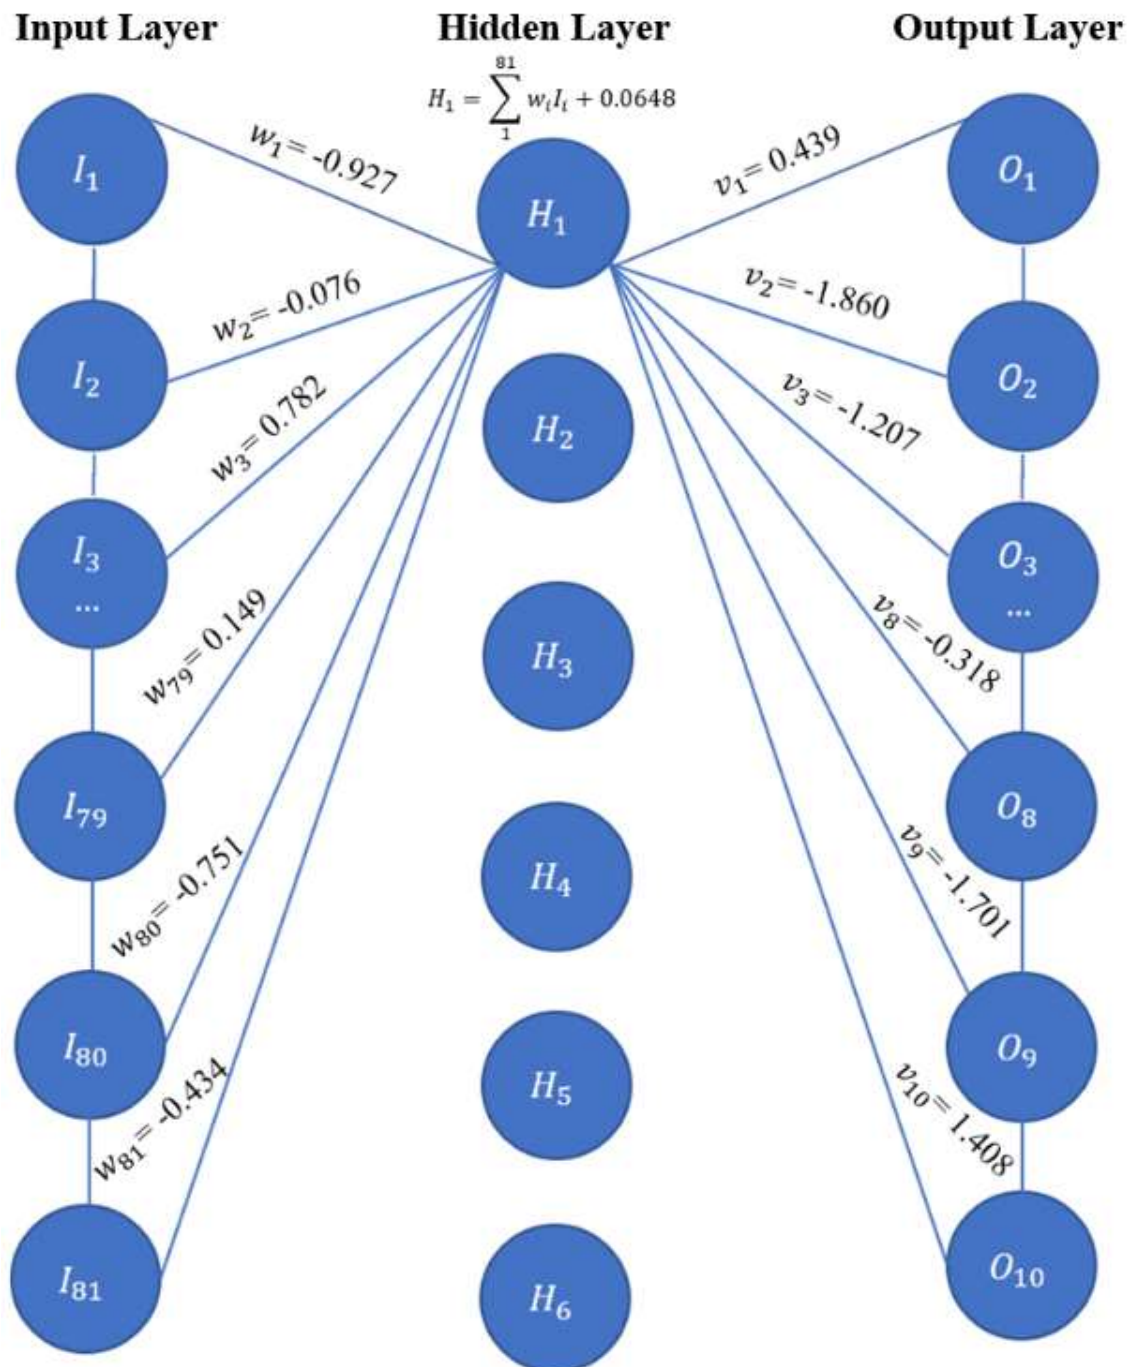 Input Layer
Hidden Layer
Output Layer
81
H₁ = ∑ wᵢIᵢ + 0.0648
1
I₁
w₁= -0.927
H₁
v₁= 0.439
O₁
I₂
w₂= -0.076
H₂
v₂= -1.860
O₂
I₃
...
w₃= 0.782
H₃
v₃= -1.207
O₃
...
I₇₉
w₇₉= 0.149
H₄
v₈= -0.318
O₈
I₈₀
w₈₀= -0.751
H₅
v₉= -1.701
O₉
I₈₁
w₈₁= -0.434
H₆
v₁₀= 1.408
O₁₀